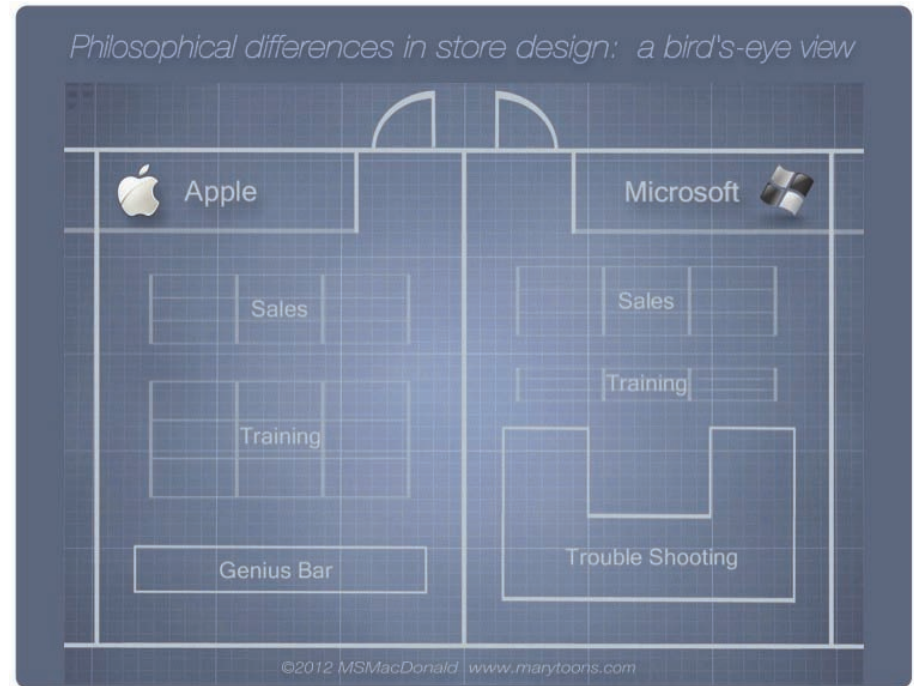 Philosophical differences in store design: a bird's-eye view
Apple
Microsoft
Sales
Training
Genius Bar
Sales
Training
Trouble Shooting
©2012 MSMacDonald www.marytoons.com